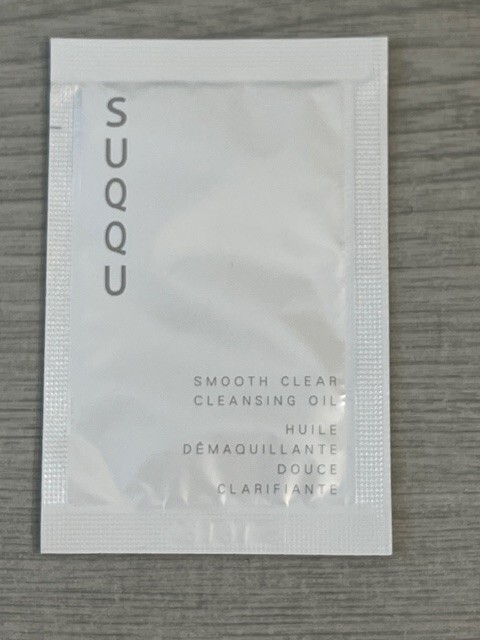 SUQQU
SMOOTH CLEAR
CLEANSING OIL
HUILE
DÉMAQUILLANTE
DOUCE
CLARIFIANTE